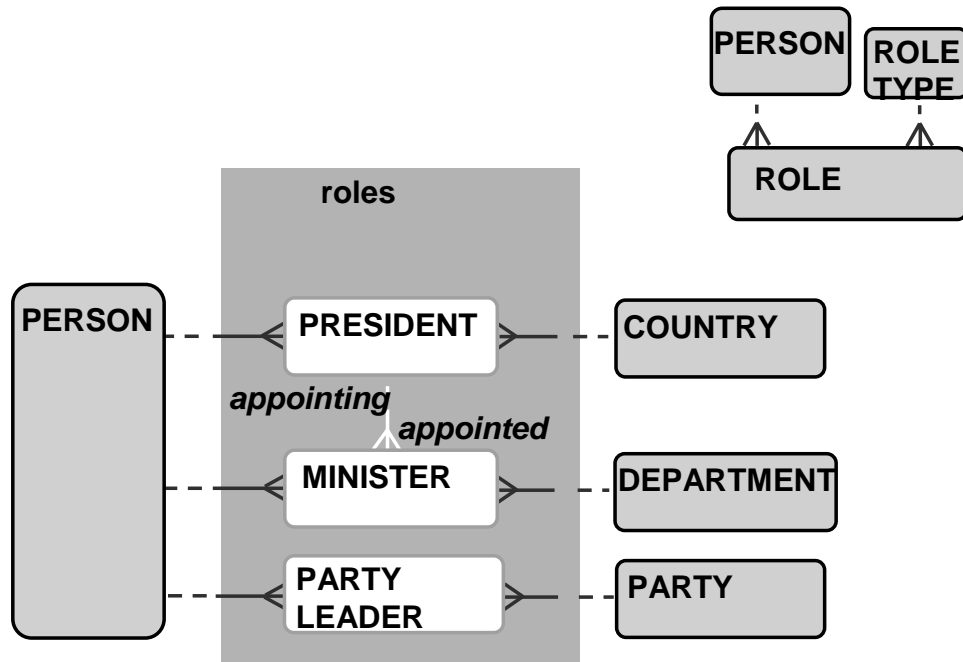 PERSON
ROLE
TYPE
ROLE
roles
PERSON
PRESIDENT
COUNTRY
appointing
appointed
MINISTER
DEPARTMENT
PARTY
LEADER
PARTY